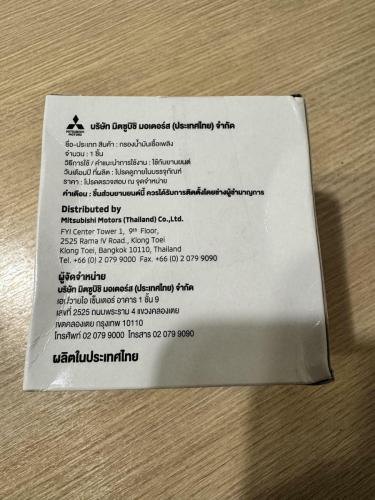 MITSUBISHI
MOTORS
บริษัท มิตซูบิชิ มอเตอร์ส (ประเทศไทย) จำกัด
ชื่อ-ประเภท สินค้า : กรองน้ำมันเชื้อเพลิง
จำนวน : 1 ชิ้น
วิธีการใช้ / คำแนะนำการใช้งาน : ใช้กับยานยนต์
วันเดือนปี ที่ผลิต : โปรดดูภายในบรรจุภัณฑ์
ราคา : โปรดตรวจสอบ ณ จุดจำหน่าย
คำเตือน : ชิ้นส่วนยานยนต์นี้ ควรได้รับการติดตั้งโดยช่างผู้ชำนาญการ
Distributed by
Mitsubishi Motors (Thailand) Co.,Ltd.
FYI Center Tower 1, 9th Floor,
2525 Rama IV Road., Klong Toei
Klong Toei, Bangkok 10110, Thailand
Tel. +66 (0) 2 079 9000 Fax. +66 (0) 2 079 9090
ผู้จัดจำหน่าย
บริษัท มิตซูบิชิ มอเตอร์ส (ประเทศไทย) จำกัด
เอฟวายไอ เซ็นเตอร์ อาคาร 1 ชั้น 9
เลขที่ 2525 ถนนพระราม 4 แขวงคลองเตย
เขตคลองเตย กรุงเทพ 10110
โทรศัพท์ 02 079 9000 โทรสาร 02 079 9090
ผลิตในประเทศไทย